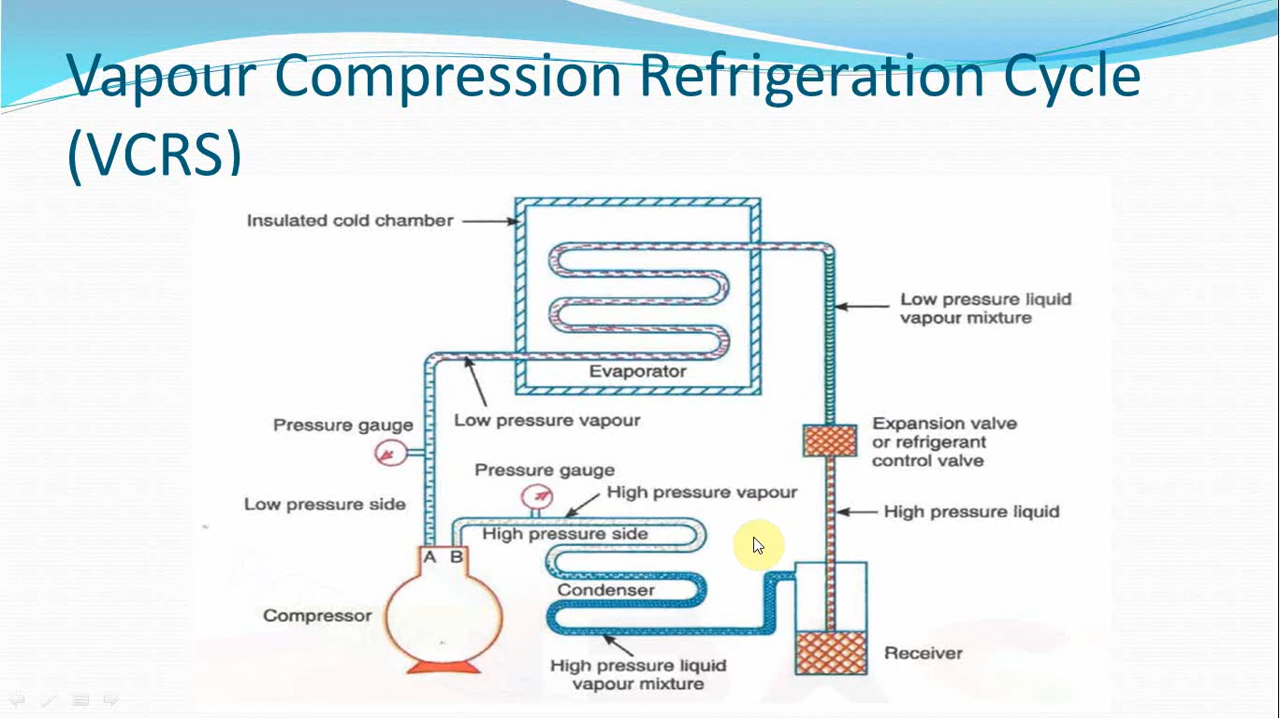 Vapour Compression Refrigeration Cycle
(VCRS)
Insulated cold chamber
Low pressure liquid
vapour mixture
Evaporator
Low pressure vapour
Pressure gauge
Expansion valve
or refrigerant
control valve
Pressure gauge
High pressure vapour
Low pressure side
High pressure liquid
High pressure side
A B
Condenser
Compressor
Receiver
High pressure liquid
vapour mixture